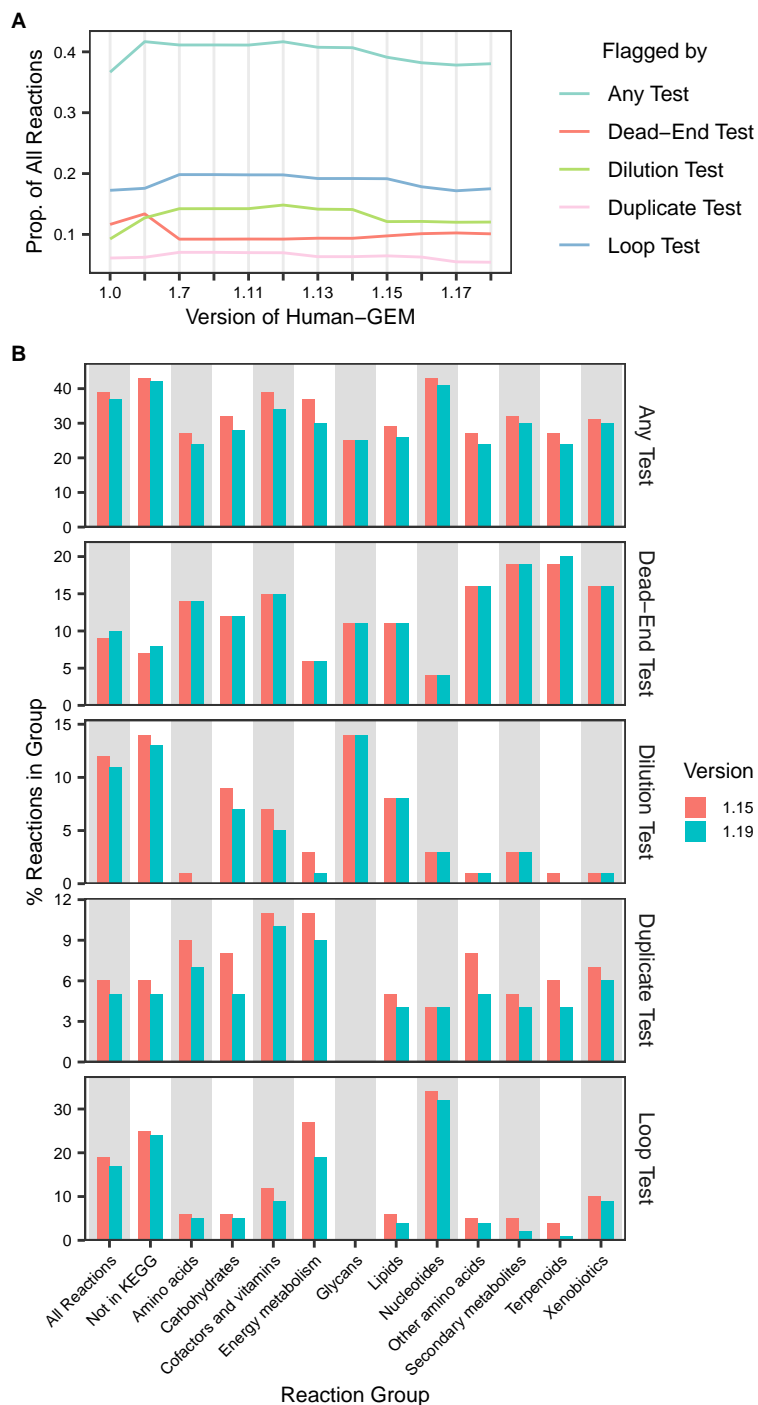 A
Prop. of All Reactions
0.4
0.3
0.2
0.1
1.0
1.7
1.11
1.13
1.15
1.17
Version of Human−GEM
Flagged by
Any Test
Dead−End Test
Dilution Test
Duplicate Test
Loop Test
B
% Reactions in Group
40
30
20
10
0
Any Test
20
15
10
5
0
Dead−End Test
15
10
5
0
Dilution Test
12
9
6
3
0
Duplicate Test
30
20
10
0
Loop Test
All Reactions
Not in KEGG
Amino acids
Carbohydrates
Cofactors and vitamins
Energy metabolism
Glycans
Lipids
Nucleotides
Other amino acids
Secondary metabolites
Terpenoids
Xenobiotics
Reaction Group
Version
1.15
1.19